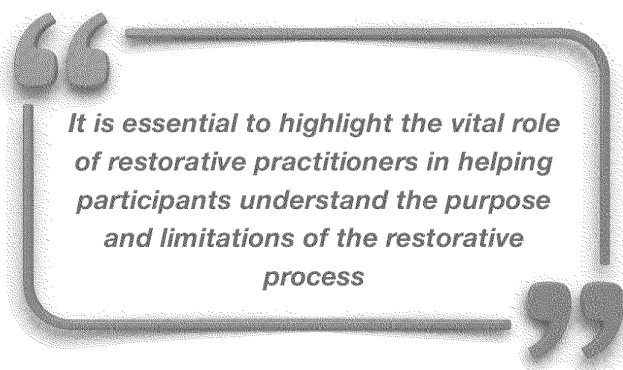 It is essential to highlight the vital role
of restorative practitioners in helping
participants understand the purpose
and limitations of the restorative
process